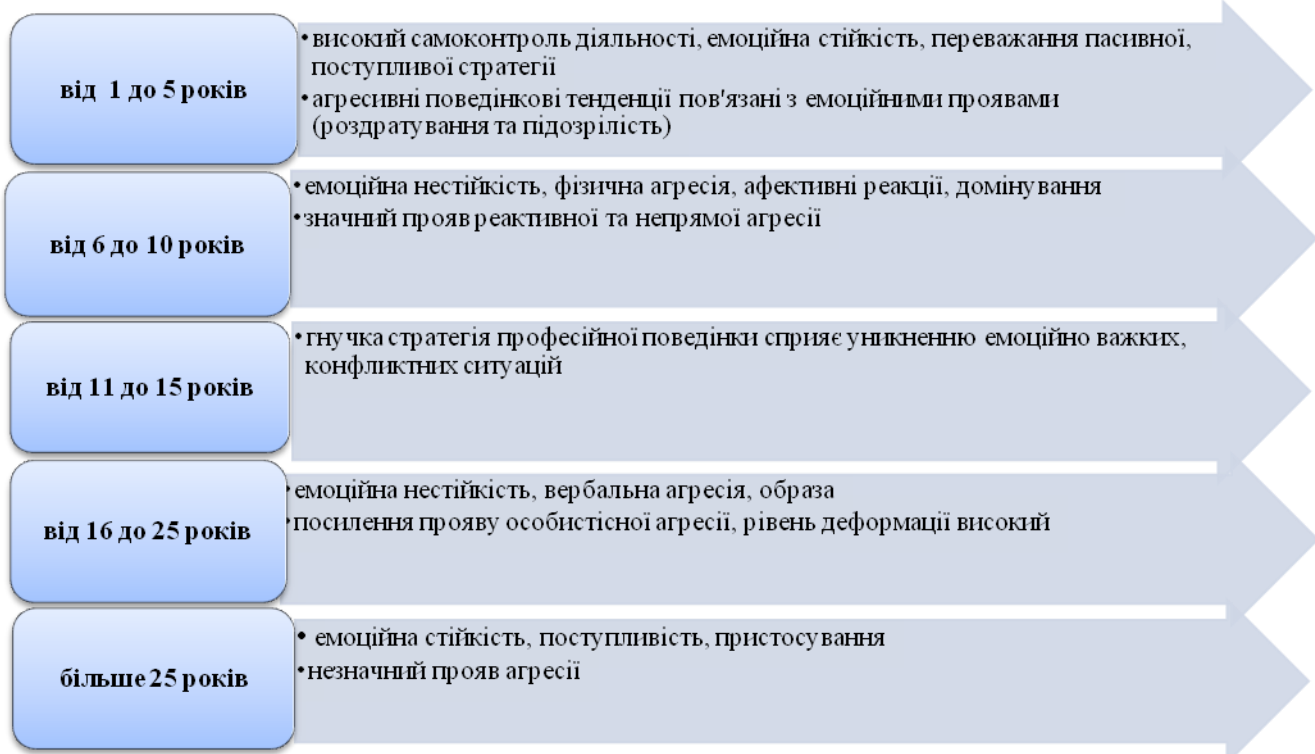 від 1 до 5 років
•високий самоконтроль діяльності, емоційна стійкість, переважання пасивної,
поступливої стратегії
•агресивні поведінкові тенденції пов'язані з емоційними проявами
(роздратування та підозрілість)
від 6 до 10 років
•емоційна нестійкість, фізична агресія, афективні реакції, домінування
•значний прояв реактивної та непрямої агресії
від 11 до 15 років
•гнучка стратегія професійної поведінки сприяє уникненню емоційно важких,
конфликтних ситуацій
від 16 до 25 років
•емоційна нестійкість, вербальна агресія, образа
•посилення прояву особистісної агресії, рівень деформації високий
більше 25 років
• емоційна стійкість, поступливість, пристосування
•незначний прояв агресії